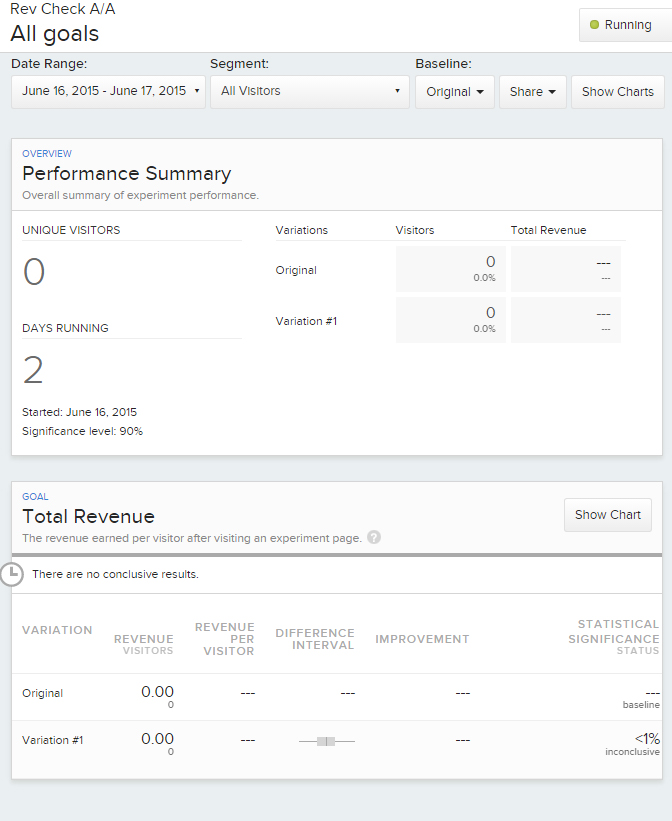 Rev Check A/A
All goals
Running
Date Range: Segment: Baseline:
June 16, 2015 - June 17, 2015 All Visitors Original Share Show Charts
OVERVIEW
Performance Summary
Overall summary of experiment performance.
UNIQUE VISITORS
0
DAYS RUNNING
2
Started: June 16, 2015
Significance level: 90%
Variations Visitors Total Revenue
Original 0 ---
0.0% ---
Variation #1 0 ---
0.0% ---
GOAL
Total Revenue
The revenue earned per visitor after visiting an experiment page. ?
Show Chart
There are no conclusive results.
VARIATION
REVENUE
VISITORS
REVENUE
PER
VISITOR
DIFFERENCE
INTERVAL
IMPROVEMENT
STATISTICAL
SIGNIFICANCE
STATUS
Original 0.00 --- --- --- ---
0 baseline
Variation #1 0.00 --- --- <1%
0 inconclusive